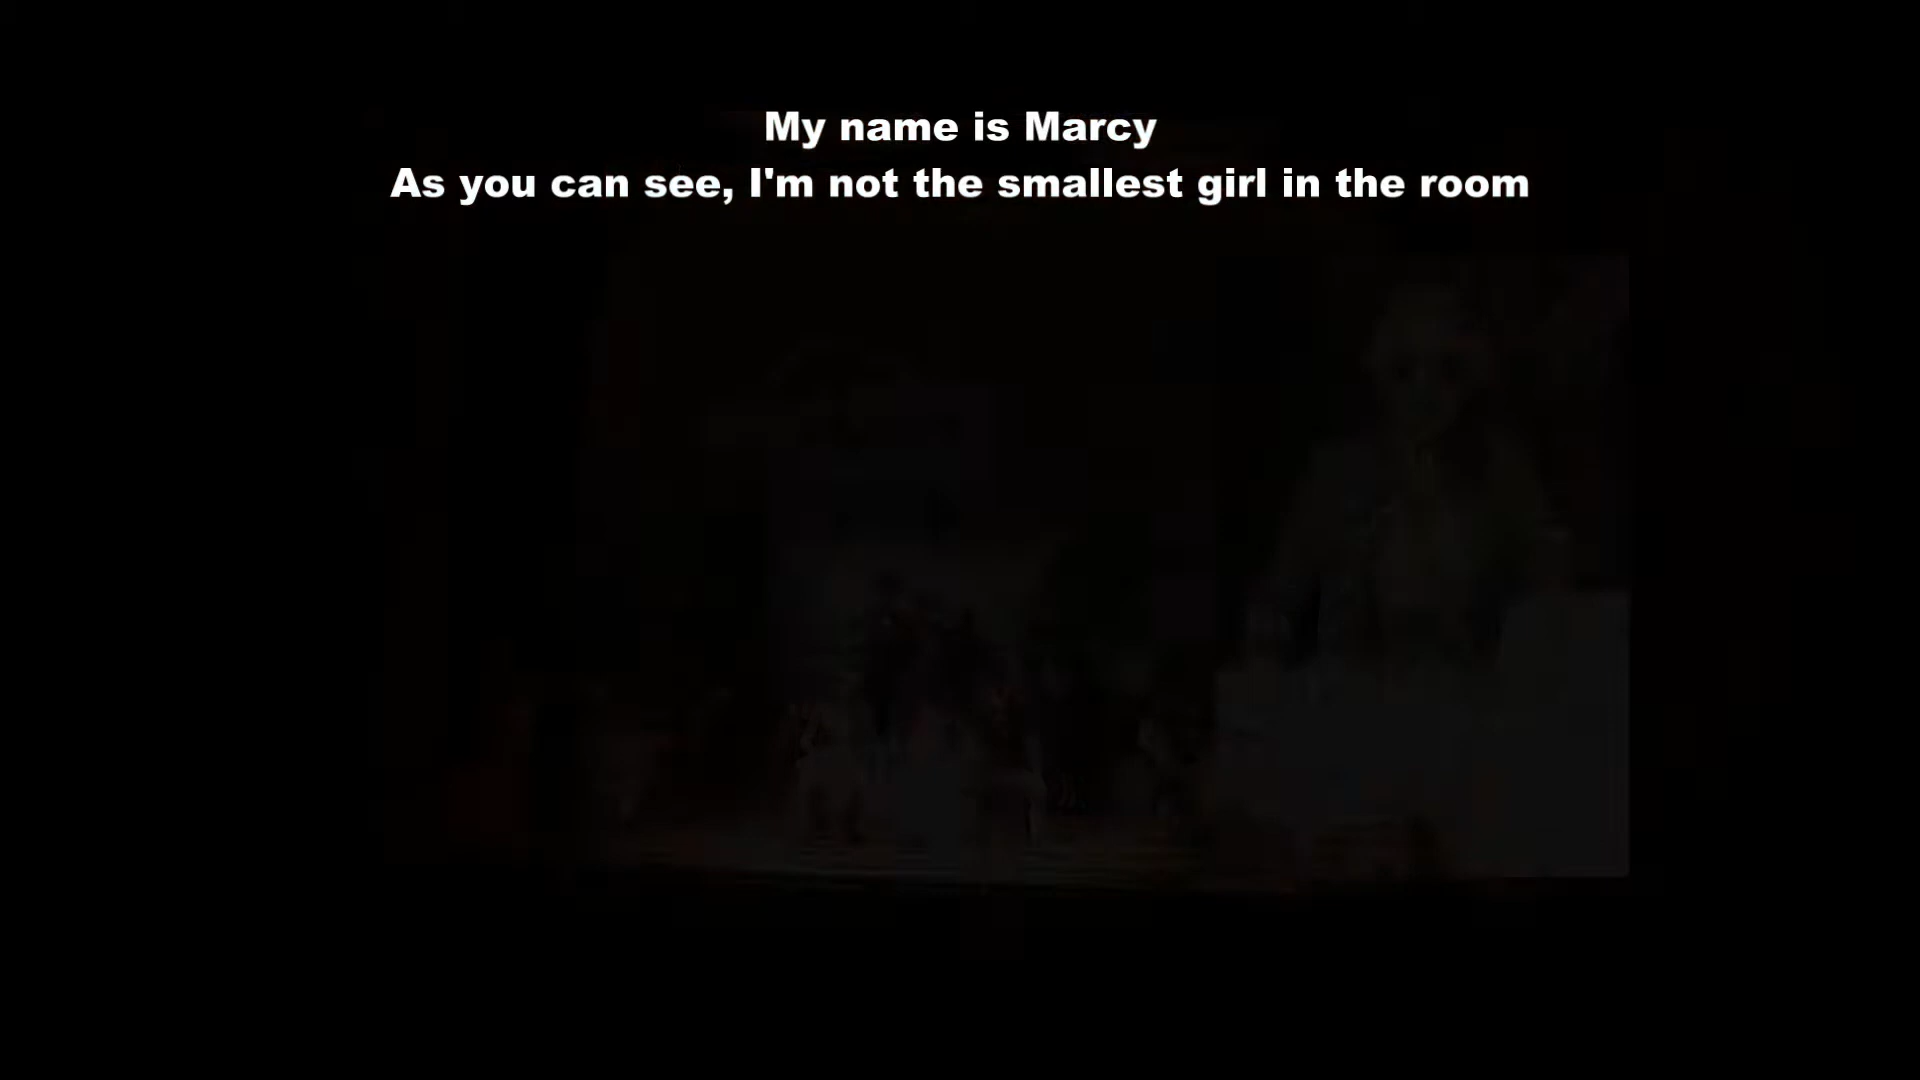 My name is Marcy
As you can see, I'm not the smallest girl in the room